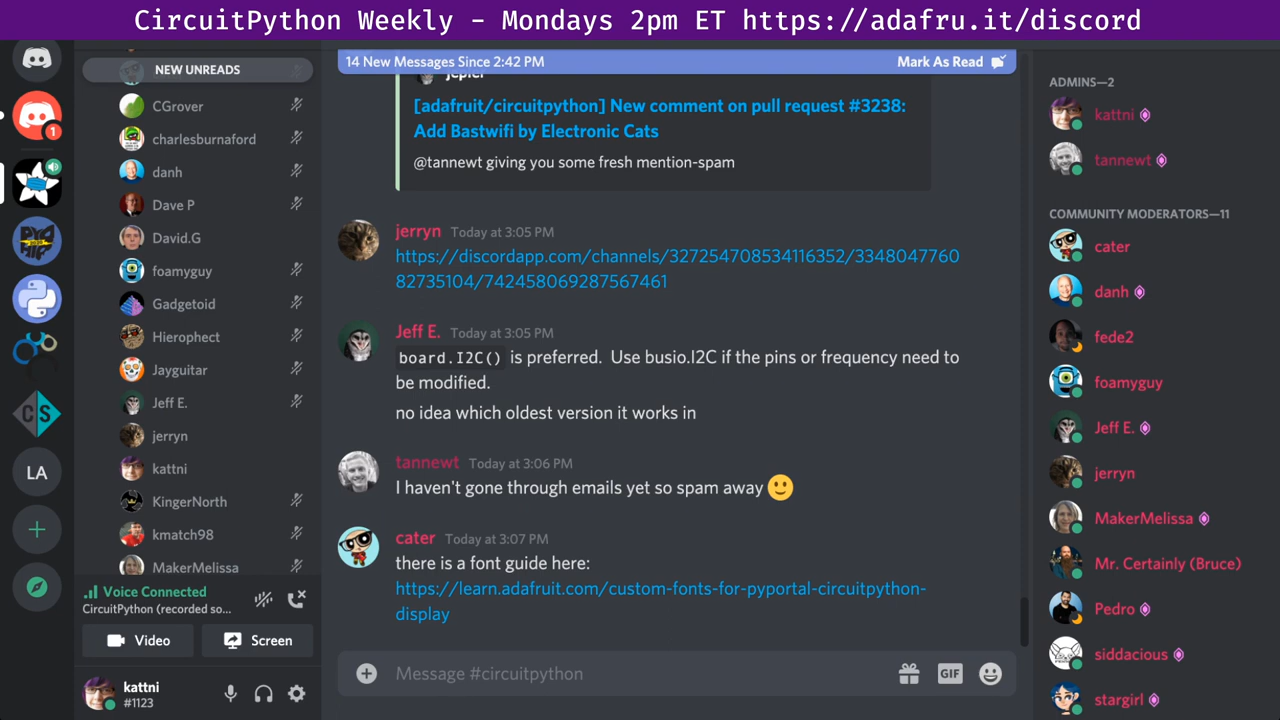 CircuitPython Weekly - Mondays 2pm ET https://adafru.it/discord
NEW UNREADS
CGrover
charlesburnaford
danh
Dave P
David.G
foamyguy
Gadgetoid
Hierophect
Jayguitar
Jeff E.
jerryn
kattni
KingerNorth
kmatch98
MakerMelissa
Voice Connected
CircuitPython (recorded so...
Video
Screen
kattni
#1123
1
CS
LA
14 New Messages Since 2:42 PM
Mark As Read
jepler
[adafruit/circuitpython] New comment on pull request #3238:
Add Bastwifi by Electronic Cats
@tannewt giving you some fresh mention-spam
jerryn Today at 3:05 PM
https://discordapp.com/channels/327254708534116352/3348047760
82735104/742458069287567461
Jeff E. Today at 3:05 PM
board.I2C() is preferred. Use busio.I2C if the pins or frequency need to
be modified.
no idea which oldest version it works in
tannewt Today at 3:06 PM
I haven't gone through emails yet so spam away
cater Today at 3:07 PM
there is a font guide here:
https://learn.adafruit.com/custom-fonts-for-pyportal-circuitpython-
display
Message #circuitpython
GIF
ADMINS—2
kattni
tannewt
COMMUNITY MODERATORS—11
cater
danh
fede2
foamyguy
Jeff E.
jerryn
MakerMelissa
Mr. Certainly (Bruce)
Pedro
siddacious
stargirl